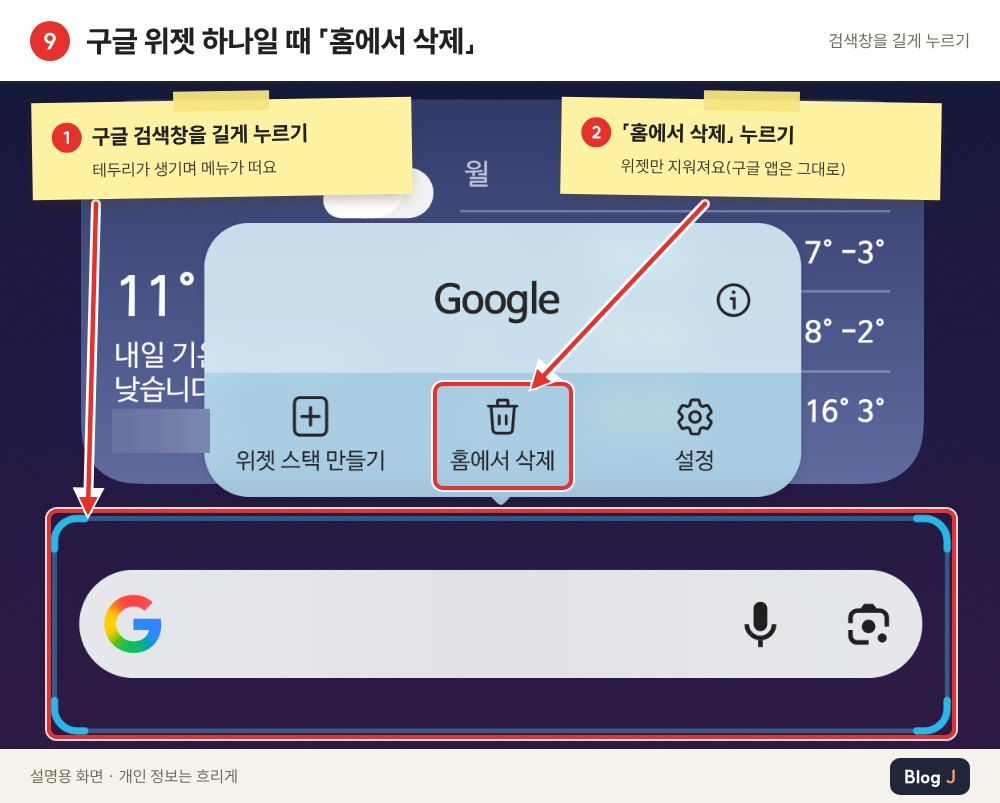 9 구글 위젯 하나일 때 「홈에서 삭제」
검색창을 길게 누르기
1 구글 검색창을 길게 누르기
테두리가 생기며 메뉴가 떠요
2 「홈에서 삭제」 누르기
위젯만 지워져요(구글 앱은 그대로)
월
7° -3°
11°
Google
8° -2°
내일 기온
낮습니다
16° 3°
위젯 스택 만들기
홈에서 삭제
설정
설명용 화면 · 개인 정보는 흐리게
Blog J